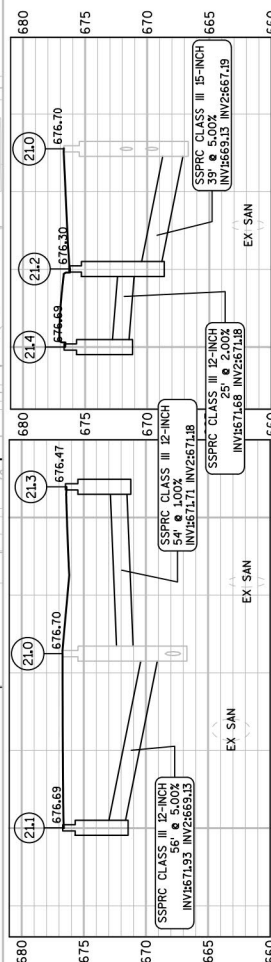 21.1
21.0
21.3
21.4
21.2
21.0
680
680
680
676.69
676.70
676.47
676.69
676.30
676.70
675
675
675
670
670
670
SSPRC CLASS III 12-INCH
56' @ 5.00%
INV1:671.93 INV2:669.13
SSPRC CLASS III 12-INCH
54' @ 1.00%
INV1:671.71 INV2:671.18
SSPRC CLASS III 12-INCH
25' @ 2.00%
INV1:671.68 INV2:671.18
SSPRC CLASS III 15-INCH
39' @ 5.00%
INV1:669.13 INV2:667.19
665
665
EX SAN
EX SAN
EX SAN
660
660
660